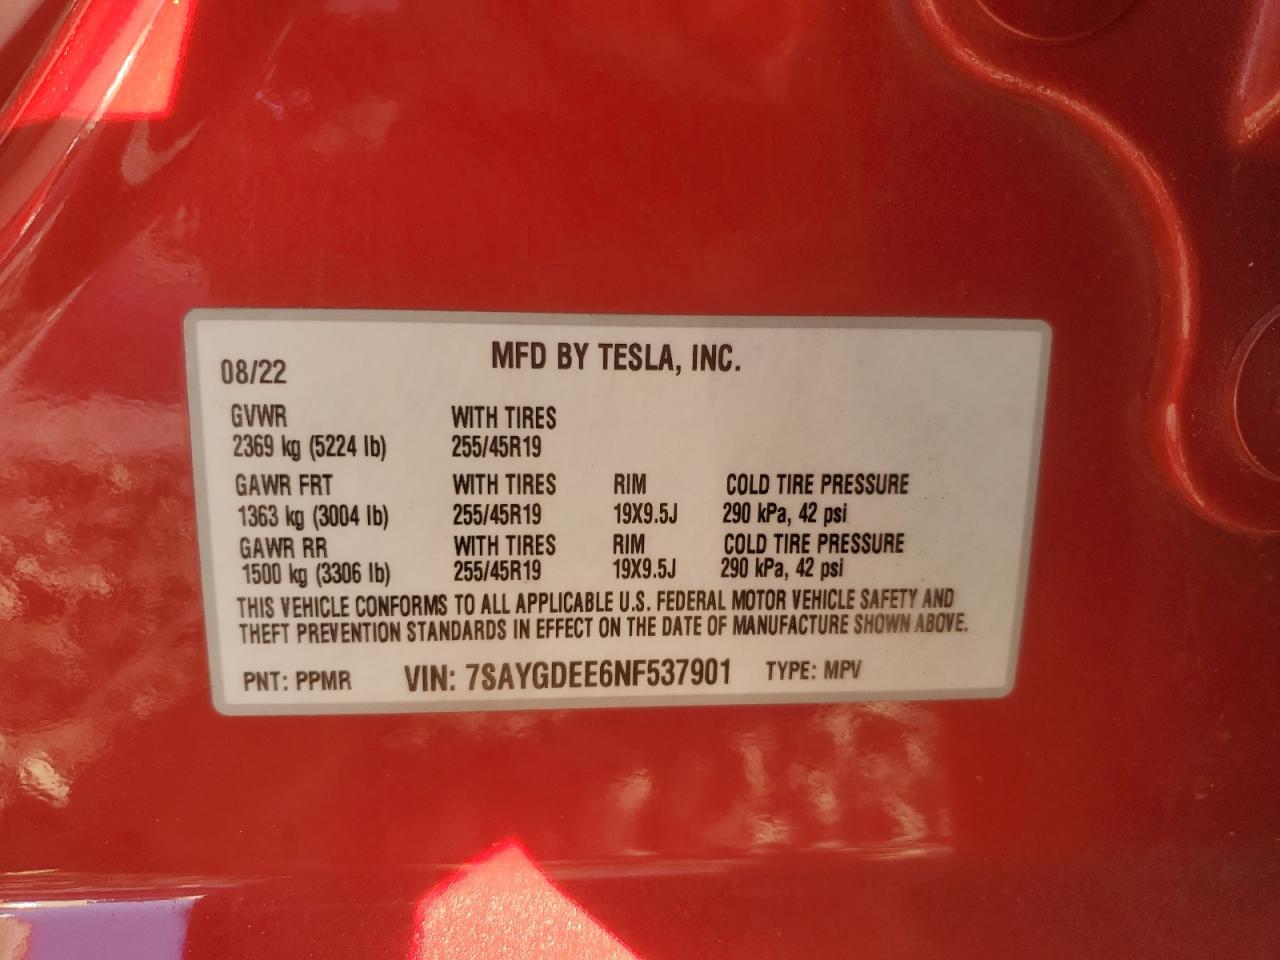 MFD BY TESLA, INC.
08/22
GVWR WITH TIRES
2369 kg (5224 lb) 255/45R19
GAWR FRT WITH TIRES RIM COLD TIRE PRESSURE
1363 kg (3004 lb) 255/45R19 19X9.5J 290 kPa, 42 psi
GAWR RR WITH TIRES RIM COLD TIRE PRESSURE
1500 kg (3306 lb) 255/45R19 19X9.5J 290 kPa, 42 psi
THIS VEHICLE CONFORMS TO ALL APPLICABLE U.S. FEDERAL MOTOR VEHICLE SAFETY AND
THEFT PREVENTION STANDARDS IN EFFECT ON THE DATE OF MANUFACTURE SHOWN ABOVE.
PNT: PPMR VIN: 7SAYGDEE6NF537901 TYPE: MPV